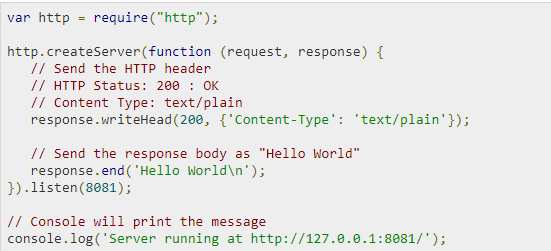 var http = require("http");
http.createServer(function (request, response) {
// Send the HTTP header
// HTTP Status: 200 : OK
// Content Type: text/plain
response.writeHead(200, {'Content-Type': 'text/plain'});
// Send the response body as "Hello World"
response.end('Hello World\n');
}).listen(8081);
// Console will print the message
console.log('Server running at http://127.0.0.1:8081/');